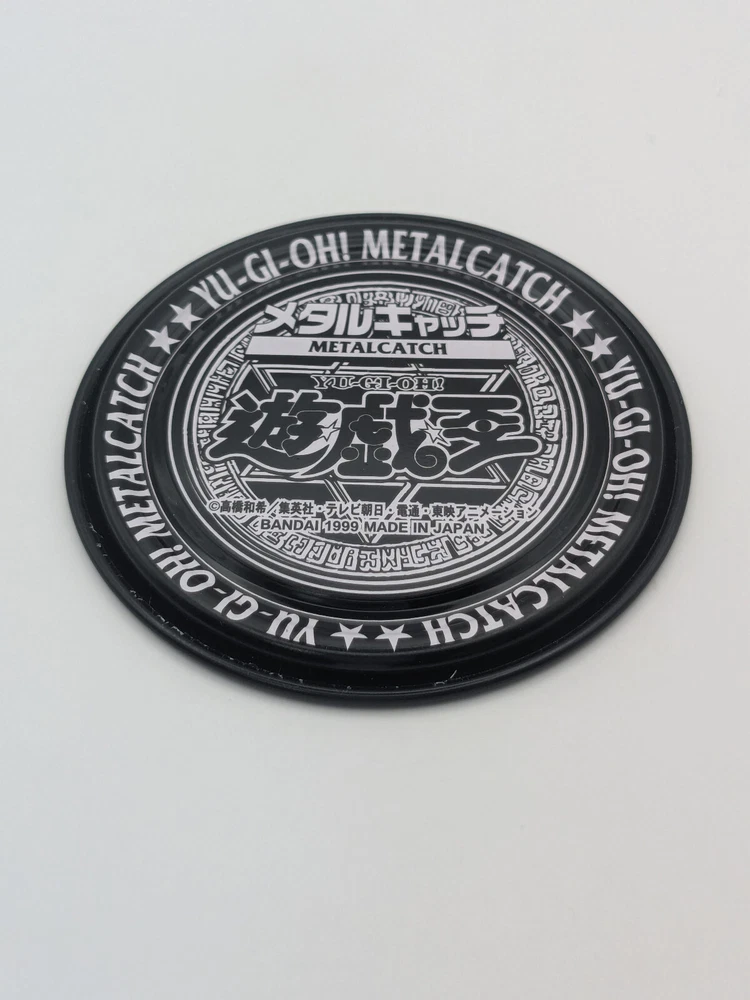 YU-GI-OH! METALCATCH
★★
YU-GI-OH! METALCATCH
★★
YU-GI-OH! METALCATCH
★★
メタルキャッチ
METALCATCH
YU-GI-OH!
遊☆戯☆王
©高橋和希／集英社・テレビ朝日・電通・東映アニメーション
BANDAI 1999 MADE IN JAPAN